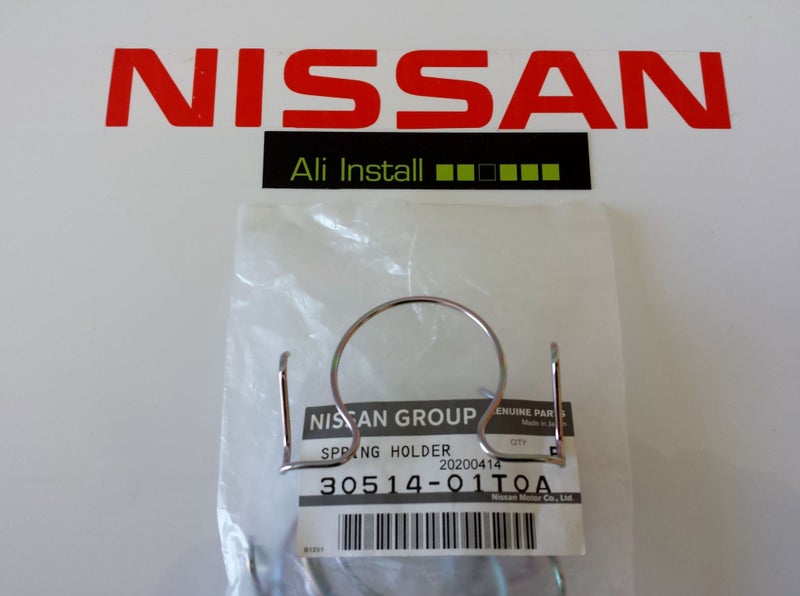 NISSAN
Ali Install
NISSAN GROUP
GENUINE PARTS
Made in Japan
SPRING HOLDER
QTY
20200414
30514-01T0A
Nissan Motor Co., Ltd.
B1201